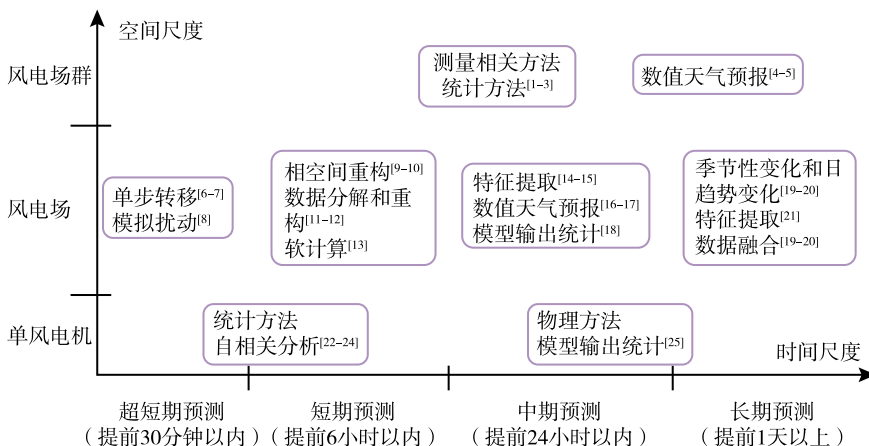 空间尺度
风电场群
测量相关方法
统计方法[1-3]
数值天气预报[4-5]
风电场
单步转移[6-7]
模拟扰动[8]
相空间重构[9-10]
数据分解和重
构[11-12]
软计算[13]
特征提取[14-15]
数值天气预报[16-17]
模型输出统计[18]
季节性变化和日
趋势变化[19-20]
特征提取[21]
数据融合[19-20]
单风电机
统计方法
自相关分析[22-24]
物理方法
模型输出统计[25]
时间尺度
超短期预测
（提前30分钟以内）
短期预测
（提前6小时以内）
中期预测
（提前24小时以内）
长期预测
（提前1天以上）